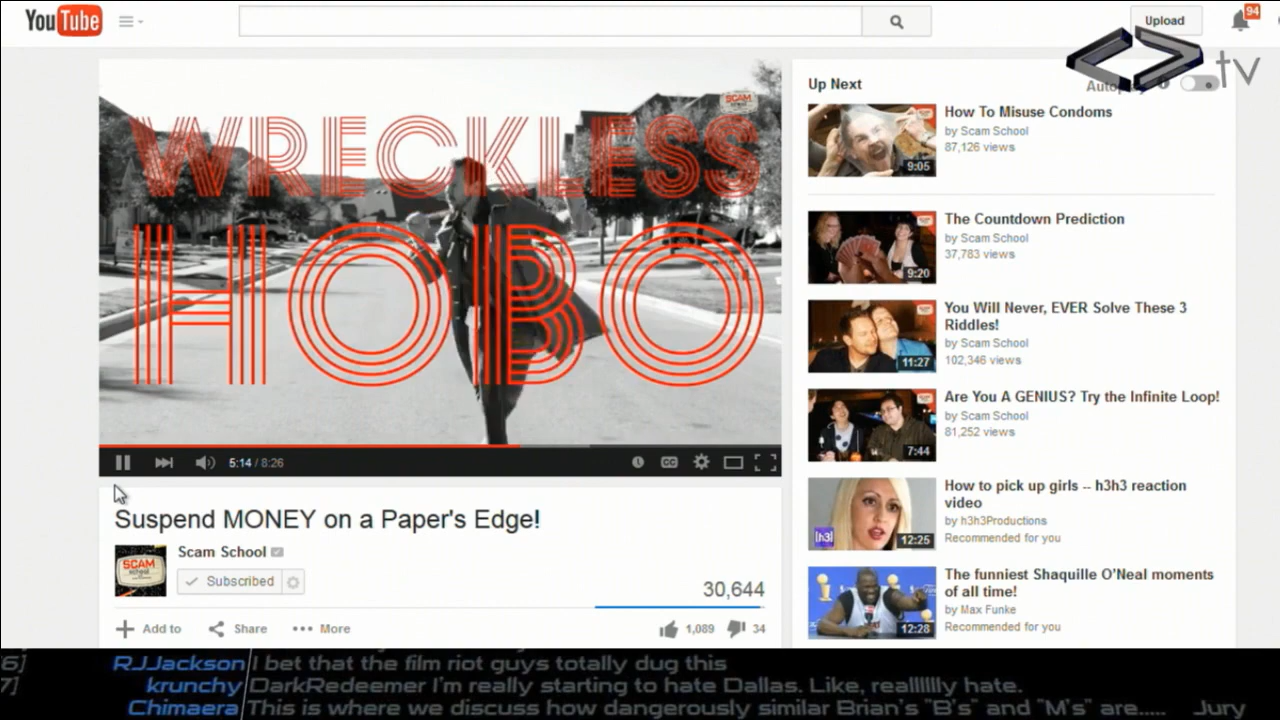 YouTube
Upload
94
tv
SCAM
WRECKLESS
HOBO
5:14 / 8:26
CC
Suspend MONEY on a Paper's Edge!
SCAM
school
Scam School
Subscribed
30,644
Add to
Share
More
1,089
34
Up Next
How To Misuse Condoms
by Scam School
87,126 views
9:05
The Countdown Prediction
by Scam School
37,783 views
9:20
You Will Never, EVER Solve These 3
Riddles!
by Scam School
102,346 views
11:27
Are You A GENIUS? Try the Infinite Loop!
by Scam School
81,252 views
7:44
How to pick up girls -- h3h3 reaction
video
by h3h3Productions
Recommended for you
[h3]
12:25
The funniest Shaquille O'Neal moments
of all time!
by Max Funke
Recommended for you
12:28
6] RJJackson I bet that the film riot guys totally dug this
7] krunchy DarkRedeemer I'm really starting to hate Dallas. Like, realllllly hate.
Chimaera This is where we discuss how dangerously similar Brian's "B's" and "M's" are..... Jury